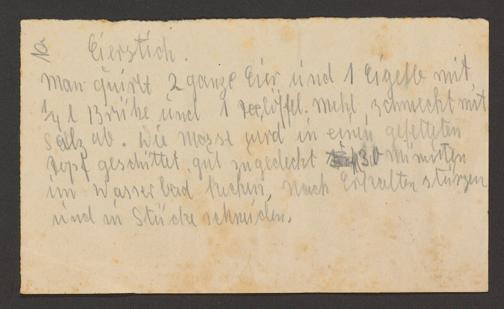 Eierstich.
Man quirlt 2 ganze Eier und 1 Eigelb mit
1/4 l Brühe und 1 Teelöffel. Mehl schmeckt mit
Salz ab. Die Masse wird in einen gefetteten
Topf geschüttet, gut zugedeckt 30 Minuten
im Wasserbad kochen. Nach Erkalten stürzen
und in Stücke schneiden.